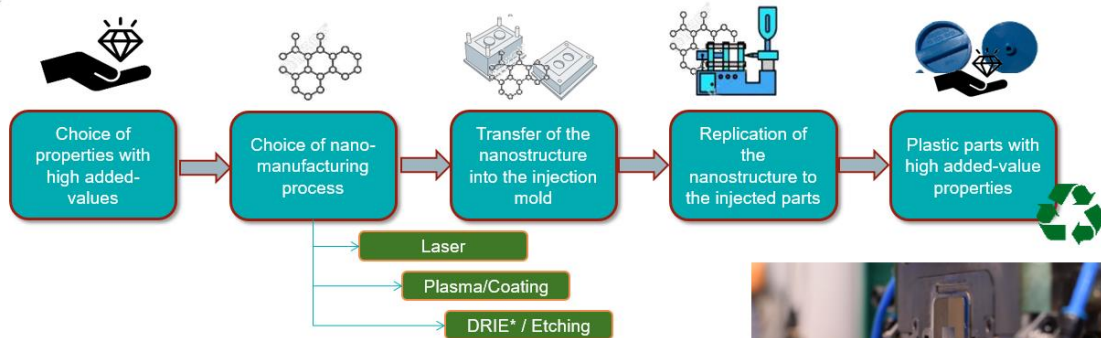 Choice of
properties with
high added-
values
Choice of nano-
manufacturing
process
Transfer of the
nanostructure
into the injection
mold
Replication of
the
nanostructure to
the injected parts
Plastic parts with
high added-value
properties
Laser
Plasma/Coating
DRIE* / Etching